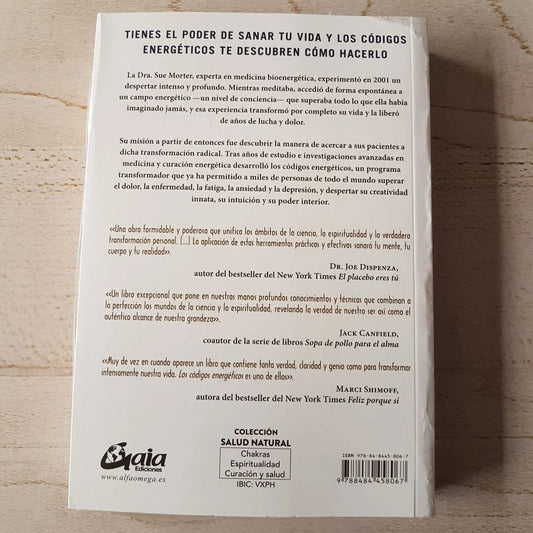 TIENES EL PODER DE SANAR TU VIDA Y LOS CÓDIGOS
ENERGÉTICOS TE DESCUBREN CÓMO HACERLO
La Dra. Sue Morter, experta en medicina bioenergética, experimentó en 2001 un
despertar intenso y profundo. Mientras meditaba, accedió de forma espontánea a
un campo energético —un nivel de conciencia— que superaba todo lo que ella había
imaginado jamás, y esa experiencia transformó por completo su vida y la liberó
de años de lucha y dolor.
Su misión a partir de entonces fue descubrir la manera de acercar a sus pacientes a
dicha transformación radical. Tras años de estudio e investigaciones avanzadas en
medicina y curación energética desarrolló los códigos energéticos, un programa
transformador que ya ha permitido a miles de personas de todo el mundo superar
el dolor, la enfermedad, la fatiga, la ansiedad y la depresión, y despertar su creatividad
innata, su intuición y su poder interior.
«Una obra formidable y poderosa que unifica los ámbitos de la ciencia, la espiritualidad y la verdadera
transformación personal. [...] La aplicación de estas herramientas prácticas y efectivas sanará tu mente, tu
cuerpo y tu realidad».
DR. JOE DISPENZA,
autor del bestseller del New York Times El placebo eres tú
«Un libro excepcional que pone en nuestras manos profundos conocimientos y técnicas que combinan a
la perfección los mundos de la ciencia y la espiritualidad, revelando la verdad de nuestro ser así como el
auténtico alcance de nuestra grandeza».
JACK CANFIELD,
coautor de la serie de libros Sopa de pollo para el alma
«Muy de vez en cuando aparece un libro que contiene tanta verdad, claridad y genio como para transformar
intensamente nuestra vida. Los códigos energéticos es uno de ellos».
MARCI SHIMOFF,
autora del bestseller del New York Times Feliz porque sí
Gaia
Ediciones
www.alfaomega.es
COLECCIÓN
SALUD NATURAL
Chakras
Espiritualidad
Curación y salud
IBIC: VXPH
ISBN 978-84-8445-806-7
9 788484 458067